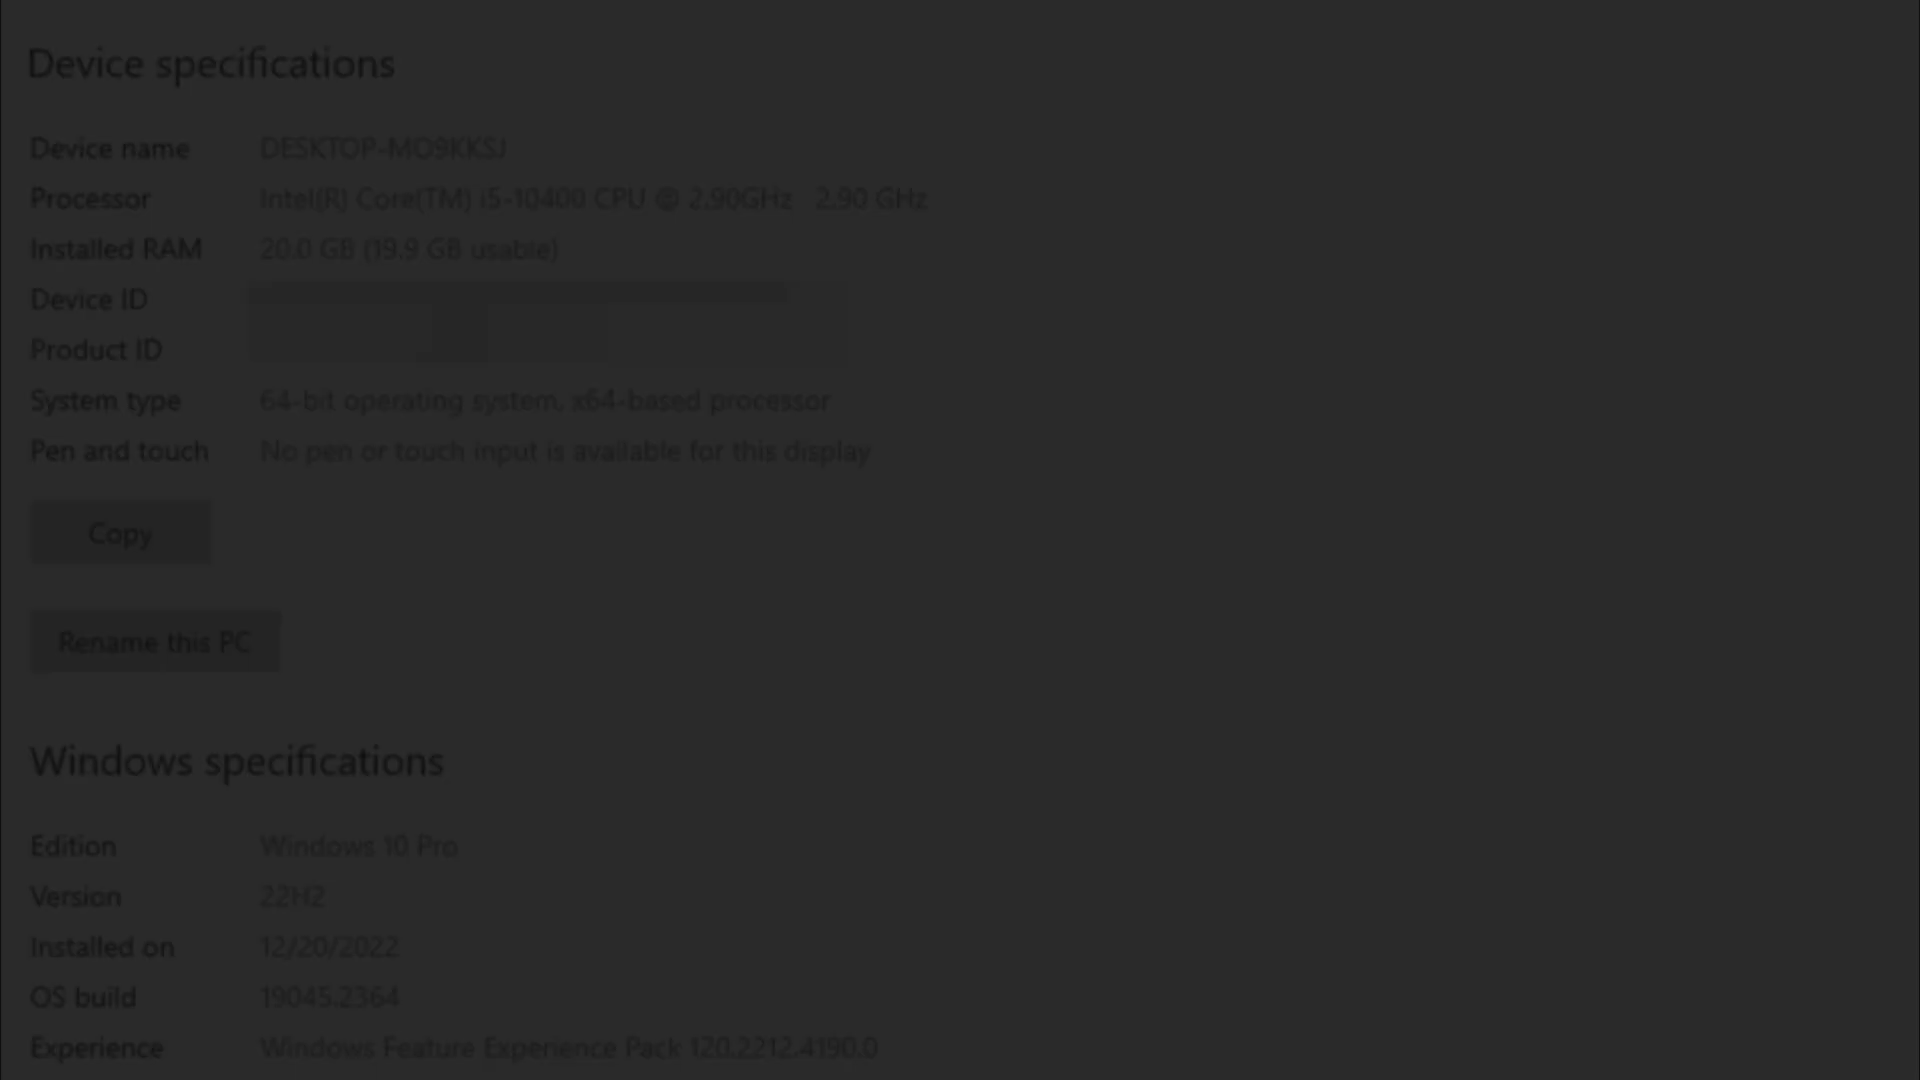 Device specifications
Device name DESKTOP-MO9KKSJ
Processor Intel(R) Core(TM) i5-10400 CPU @ 2.90GHz 2.90 GHz
Installed RAM 20.0 GB (19.9 GB usable)
Device ID
Product ID
System type 64-bit operating system, x64-based processor
Pen and touch No pen or touch input is available for this display
Copy
Rename this PC
Windows specifications
Edition Windows 10 Pro
Version 22H2
Installed on 12/20/2022
OS build 19045.2364
Experience Windows Feature Experience Pack 120.2212.4190.0